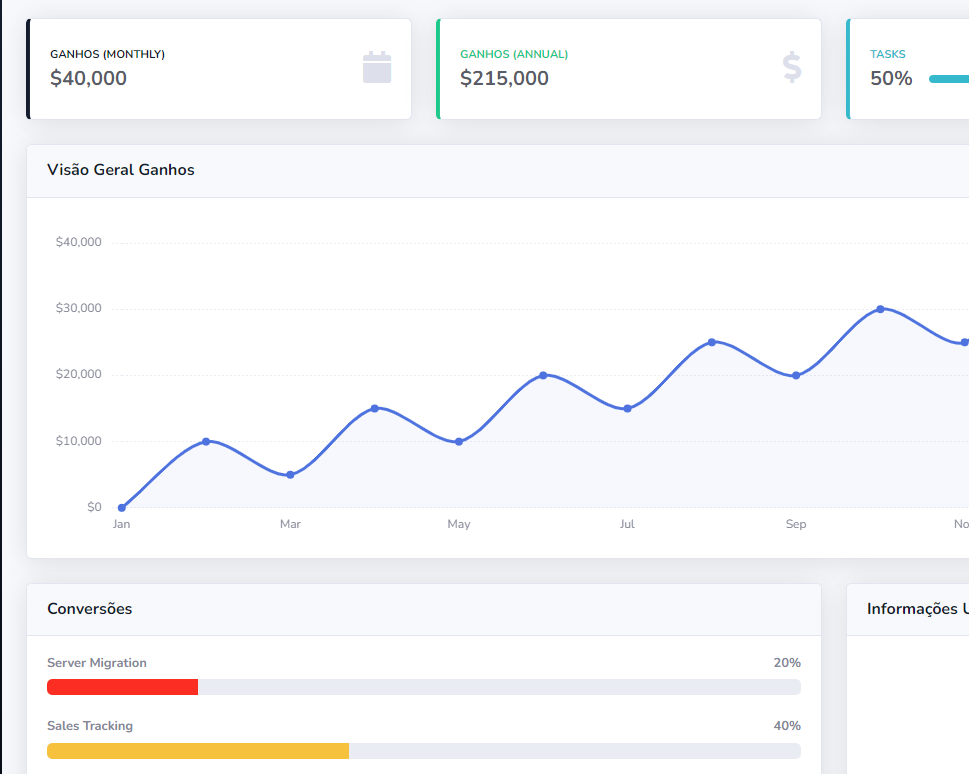 GANHOS (MONTHLY)
$40,000
GANHOS (ANNUAL)
$215,000
TASKS
50%
Visão Geral Ganhos
$40,000
$30,000
$20,000
$10,000
$0
Jan Mar May Jul Sep No
Conversões
Server Migration 20%
Sales Tracking 40%
Informações